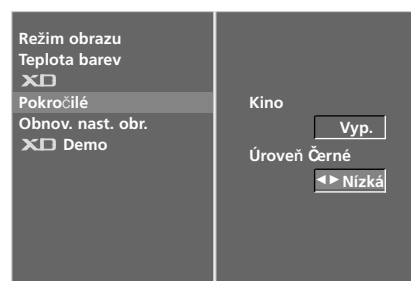 Režim obrazu
Teplota barev
XD
Pokročilé
Obnov. nast. obr.
XD Demo
Kino
Vyp.
Úroveň Černé
◄► Nízká